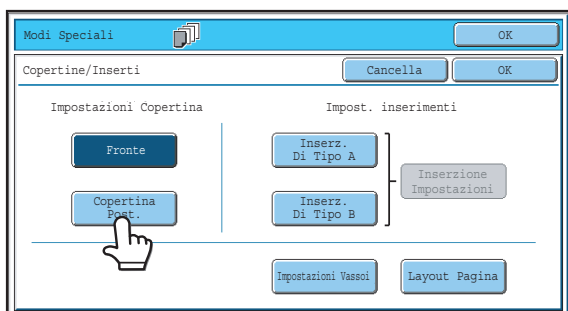 Modi Speciali
OK
Copertine/Inserti
Cancella
OK
Impostazioni Copertina
Impost. inserimenti
Fronte
Inserz.
Di Tipo A
Inserzione
Impostazioni
Copertina
Post.
Inserz.
Di Tipo B
Impostazioni Vassoi
Layout Pagina